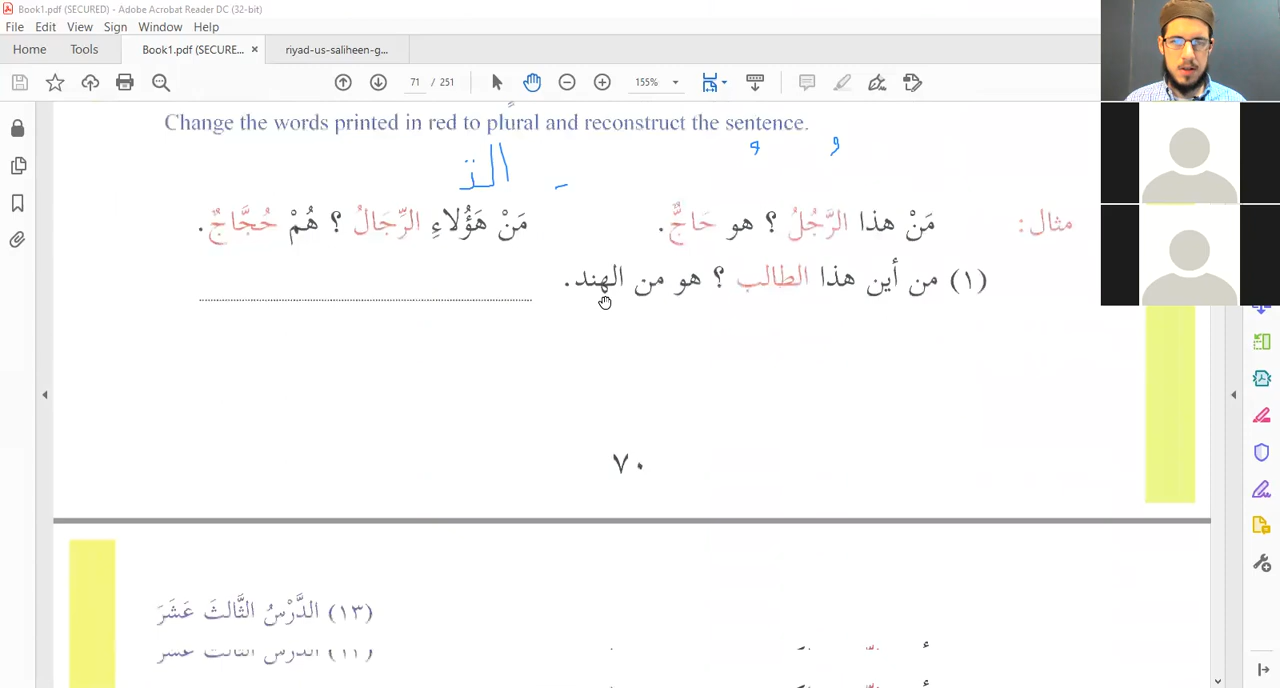 Book1.pdf (SECURED) - Adobe Acrobat Reader DC (32-bit)
File Edit View Sign Window Help
Home Tools Book1.pdf (SECURE... × riyad-us-saliheen-g...
71 / 251 155%
Change the words printed in red to plural and reconstruct the sentence.
مثال: مَنْ هذا الرَّجُلُ ؟ هو حَاجٌّ. مَنْ هَؤُلاءِ الرِّجَالُ ؟ هُمْ حُجَّاجٌ.
(١) من أين هذا الطالب ؟ هو من الهند. ........................
٧٠
(١٣) الدَّرْسُ الثَّالثَ عَشَرَ